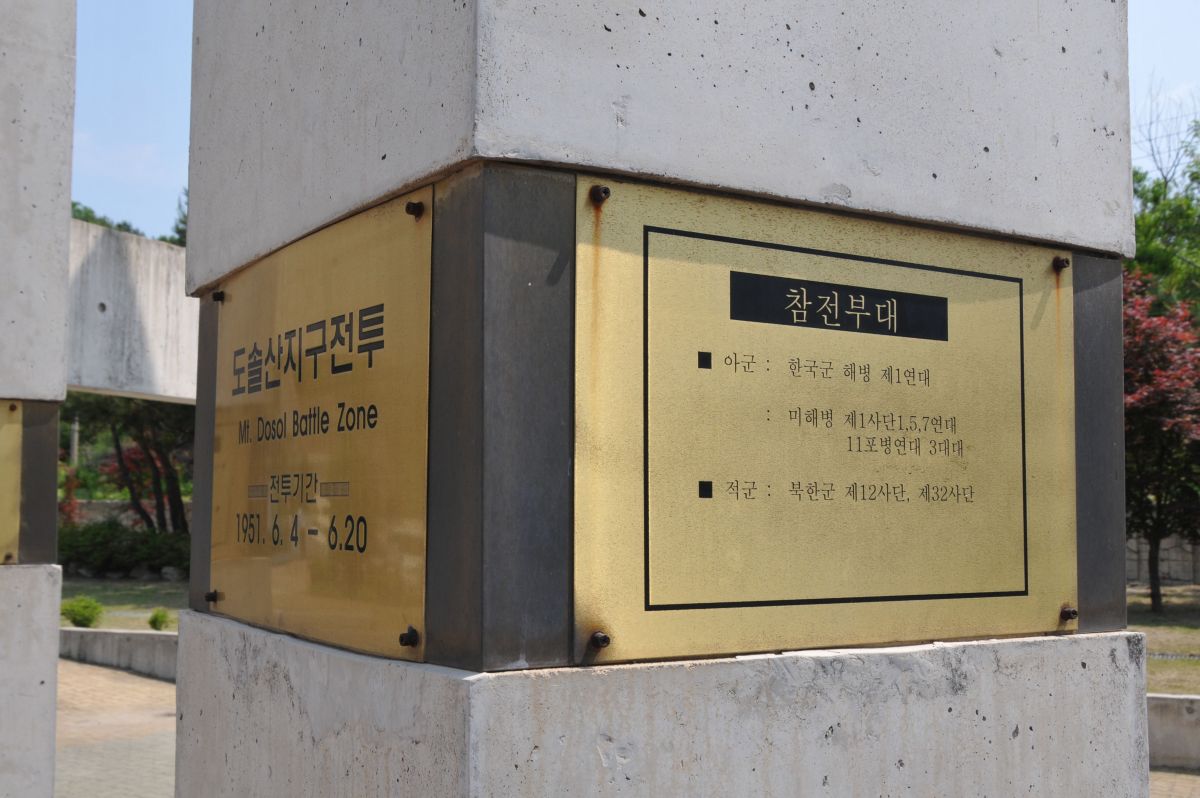 도솔산지구전투
Mt. Dosol Battle Zone
전투기간
1951. 6. 4 - 6.20
참전부대
■ 아군 : 한국군 해병 제1연대
: 미해병 제1사단1,5,7연대
11포병연대 3대대
■ 적군 : 북한군 제12사단, 제32사단